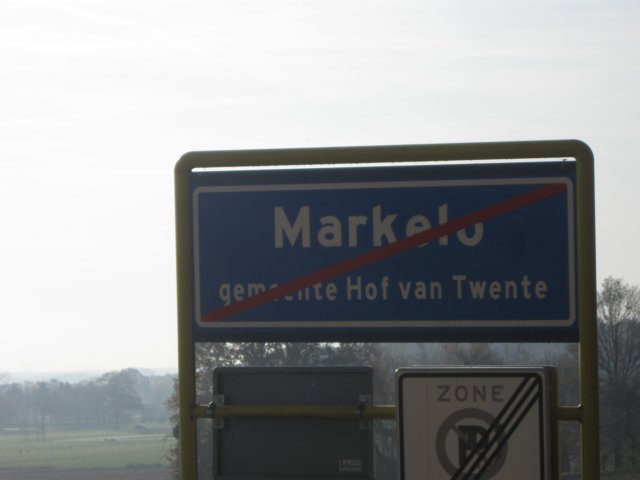 Markelo
gemeente Hof van Twente
ZONE
P